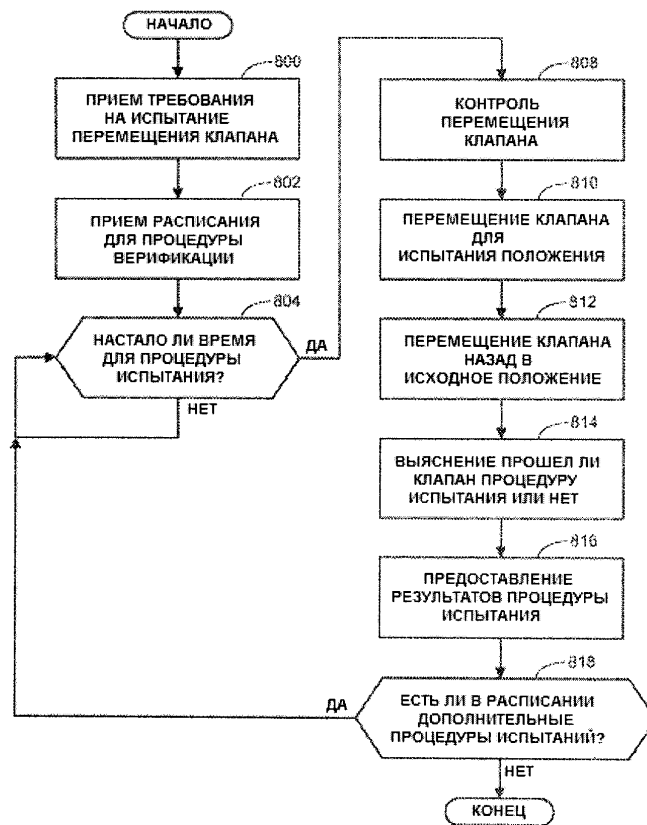 НАЧАЛО
800
ПРИЕМ ТРЕБОВАНИЯ
НА ИСПЫТАНИЕ
ПЕРЕМЕЩЕНИЯ КЛАПАНА
802
ПРИЕМ РАСПИСАНИЯ
ДЛЯ ПРОЦЕДУРЫ
ВЕРИФИКАЦИИ
804
НАСТАЛО ЛИ ВРЕМЯ
ДЛЯ ПРОЦЕДУРЫ
ИСПЫТАНИЯ?
ДА
НЕТ
808
КОНТРОЛЬ
ПЕРЕМЕЩЕНИЯ
КЛАПАНА
810
ПЕРЕМЕЩЕНИЕ КЛАПАНА
ДЛЯ
ИСПЫТАНИЯ ПОЛОЖЕНИЯ
812
ПЕРЕМЕЩЕНИЕ КЛАПАНА
НАЗАД В
ИСХОДНОЕ ПОЛОЖЕНИЕ
814
ВЫЯСНЕНИЕ ПРОШЕЛ ЛИ
КЛАПАН ПРОЦЕДУРУ
ИСПЫТАНИЯ ИЛИ НЕТ
816
ПРЕДОСТАВЛЕНИЕ
РЕЗУЛЬТАТОВ ПРОЦЕДУРЫ
ИСПЫТАНИЯ
818
ДА
ЕСТЬ ЛИ В РАСПИСАНИИ
ДОПОЛНИТЕЛЬНЫЕ
ПРОЦЕДУРЫ ИСПЫТАНИЙ?
НЕТ
КОНЕЦ